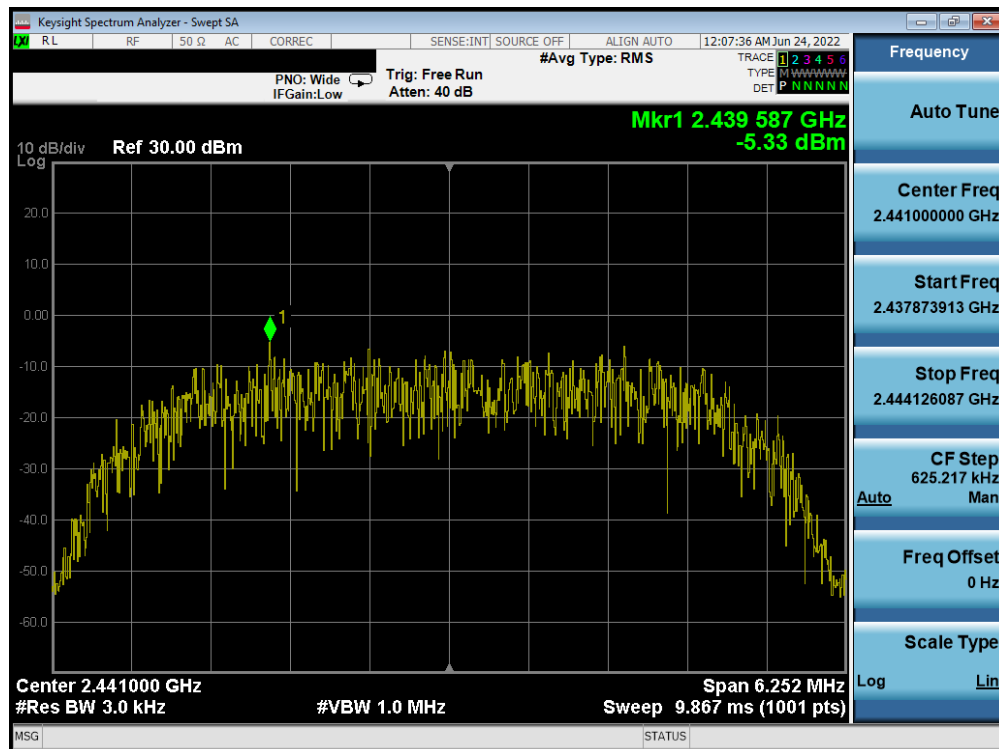 Keysight Spectrum Analyzer - Swept SA
LXI RL RF 50 Ω AC CORREC SENSE:INT SOURCE OFF ALIGN AUTO 12:07:36 AM Jun 24, 2022
#Avg Type: RMS
TRACE 1 2 3 4 5 6
PNO: Wide Trig: Free Run TYPE M WWWWW
IFGain:Low Atten: 40 dB DET P N N N N N
Mkr1 2.439 587 GHz
-5.33 dBm
10 dB/div Ref 30.00 dBm
Log
20.0
10.0
0.00
1
-10.0
-20.0
-30.0
-40.0
-50.0
-60.0
Center 2.441000 GHz Span 6.252 MHz
#Res BW 3.0 kHz #VBW 1.0 MHz Sweep 9.867 ms (1001 pts)
MSG STATUS
Frequency
Auto Tune
Center Freq
2.441000000 GHz
Start Freq
2.437873913 GHz
Stop Freq
2.444126087 GHz
CF Step
625.217 kHz
Auto Man
Freq Offset
0 Hz
Scale Type
Log Lin